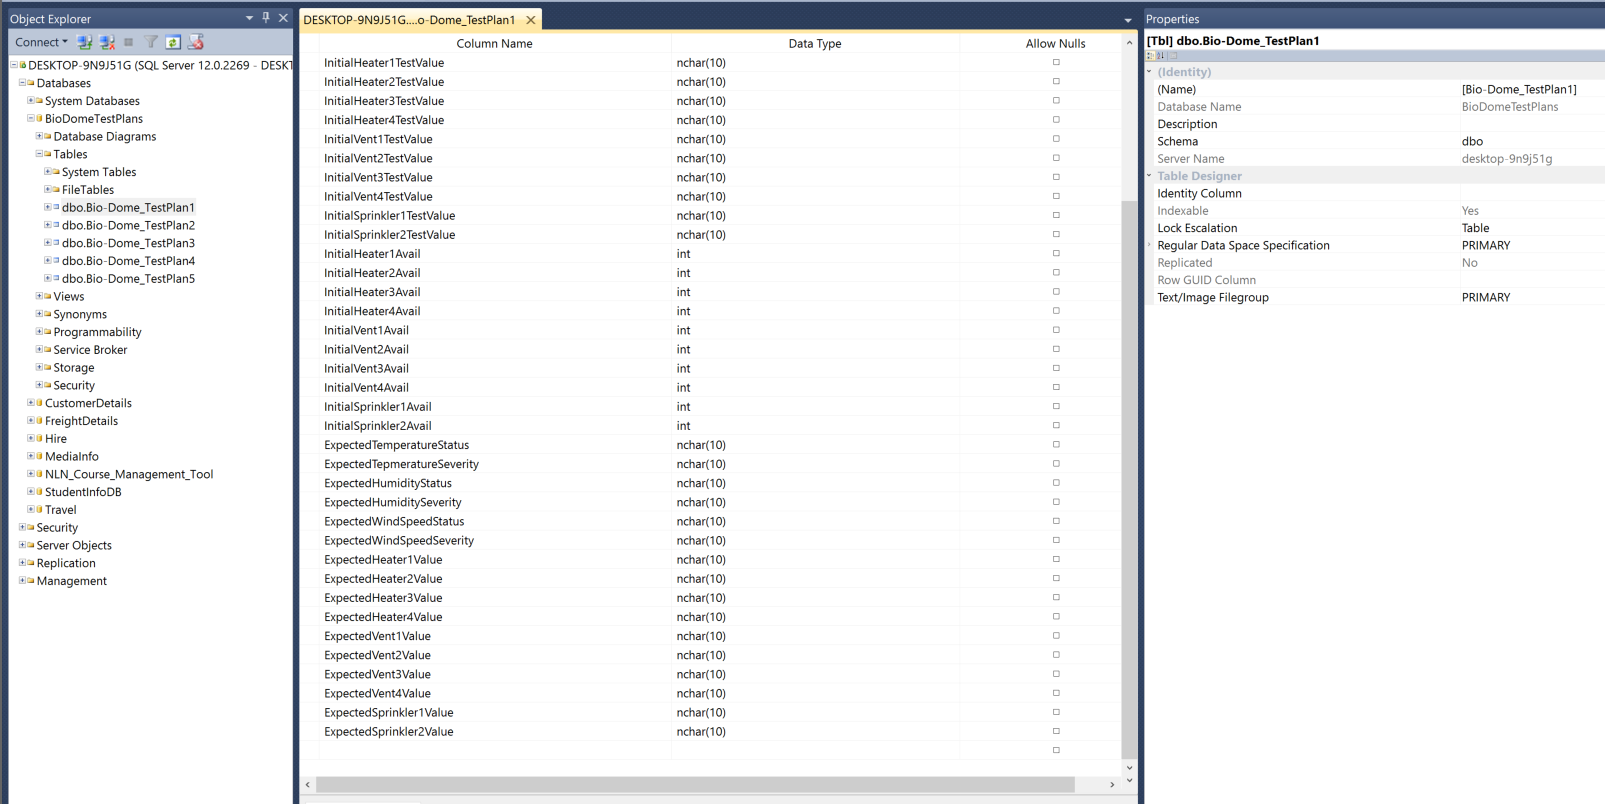 Object Explorer
Connect
DESKTOP-9N9J51G (SQL Server 12.0.2269 - DESKT
Databases
System Databases
BioDomeTestPlans
Database Diagrams
Tables
System Tables
FileTables
dbo.Bio-Dome_TestPlan1
dbo.Bio-Dome_TestPlan2
dbo.Bio-Dome_TestPlan3
dbo.Bio-Dome_TestPlan4
dbo.Bio-Dome_TestPlan5
Views
Synonyms
Programmability
Service Broker
Storage
Security
CustomerDetails
FreightDetails
Hire
MediaInfo
NLN_Course_Management_Tool
StudentInfoDB
Travel
Security
Server Objects
Replication
Management
DESKTOP-9N9J51G....o-Dome_TestPlan1
Column Name Data Type Allow Nulls
InitialHeater1TestValue nchar(10)
InitialHeater2TestValue nchar(10)
InitialHeater3TestValue nchar(10)
InitialHeater4TestValue nchar(10)
InitialVent1TestValue nchar(10)
InitialVent2TestValue nchar(10)
InitialVent3TestValue nchar(10)
InitialVent4TestValue nchar(10)
InitialSprinkler1TestValue nchar(10)
InitialSprinkler2TestValue nchar(10)
InitialHeater1Avail int
InitialHeater2Avail int
InitialHeater3Avail int
InitialHeater4Avail int
InitialVent1Avail int
InitialVent2Avail int
InitialVent3Avail int
InitialVent4Avail int
InitialSprinkler1Avail int
InitialSprinkler2Avail int
ExpectedTemperatureStatus nchar(10)
ExpectedTepmeratureSeverity nchar(10)
ExpectedHumidityStatus nchar(10)
ExpectedHumiditySeverity nchar(10)
ExpectedWindSpeedStatus nchar(10)
ExpectedWindSpeedSeverity nchar(10)
ExpectedHeater1Value nchar(10)
ExpectedHeater2Value nchar(10)
ExpectedHeater3Value nchar(10)
ExpectedHeater4Value nchar(10)
ExpectedVent1Value nchar(10)
ExpectedVent2Value nchar(10)
ExpectedVent3Value nchar(10)
ExpectedVent4Value nchar(10)
ExpectedSprinkler1Value nchar(10)
ExpectedSprinkler2Value nchar(10)
Properties
[Tbl] dbo.Bio-Dome_TestPlan1
(Identity)
(Name) [Bio-Dome_TestPlan1]
Database Name BioDomeTestPlans
Description
Schema dbo
Server Name desktop-9n9j51g
Table Designer
Identity Column
Indexable Yes
Lock Escalation Table
Regular Data Space Specification PRIMARY
Replicated No
Row GUID Column
Text/Image Filegroup PRIMARY